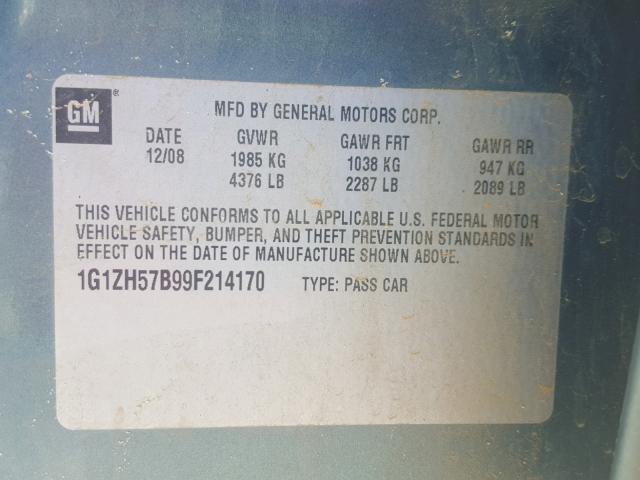 GM®
MFD BY GENERAL MOTORS CORP.
DATE GVWR GAWR FRT GAWR RR
12/08 1985 KG 1038 KG 947 KG
4376 LB 2287 LB 2089 LB
THIS VEHICLE CONFORMS TO ALL APPLICABLE U.S. FEDERAL MOTOR
VEHICLE SAFETY, BUMPER, AND THEFT PREVENTION STANDARDS IN
EFFECT ON THE DATE OF MANUFACTURE SHOWN ABOVE.
1G1ZH57B99F214170 TYPE: PASS CAR